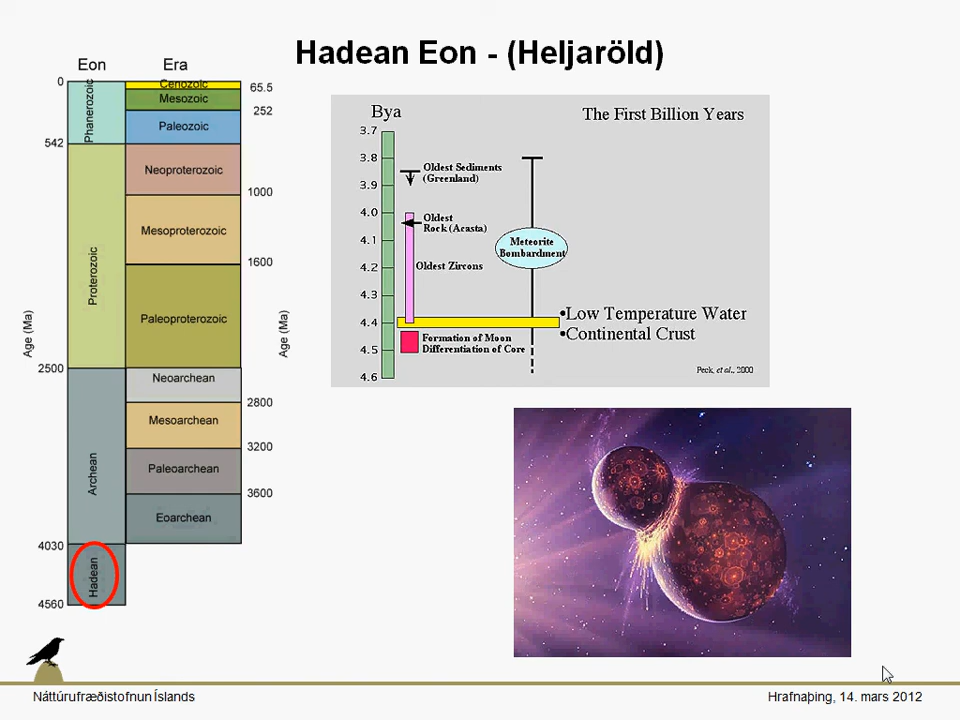 Hadean Eon - (Heljaröld)
Eon
Era
0
542
2500
4030
4560
Age (Ma)
Phanerozoic
Proterozoic
Archean
Hadean
Cenozoic
Mesozoic
Paleozoic
Neoproterozoic
Mesoproterozoic
Paleoproterozoic
Neoarchean
Mesoarchean
Paleoarchean
Eoarchean
65.5
252
1000
1600
2800
3200
3600
Age (Ma)
Bya
The First Billion Years
3.7
3.8
3.9
4.0
4.1
4.2
4.3
4.4
4.5
4.6
Oldest Sediments
(Greenland)
Oldest
Rock (Acasta)
Oldest Zircons
Meteorite
Bombardment
•Low Temperature Water
•Continental Crust
Formation of Moon
Differentiation of Core
Peck, et al., 2000
Náttúrufræðistofnun Íslands
Hrafnaþing, 14. mars 2012